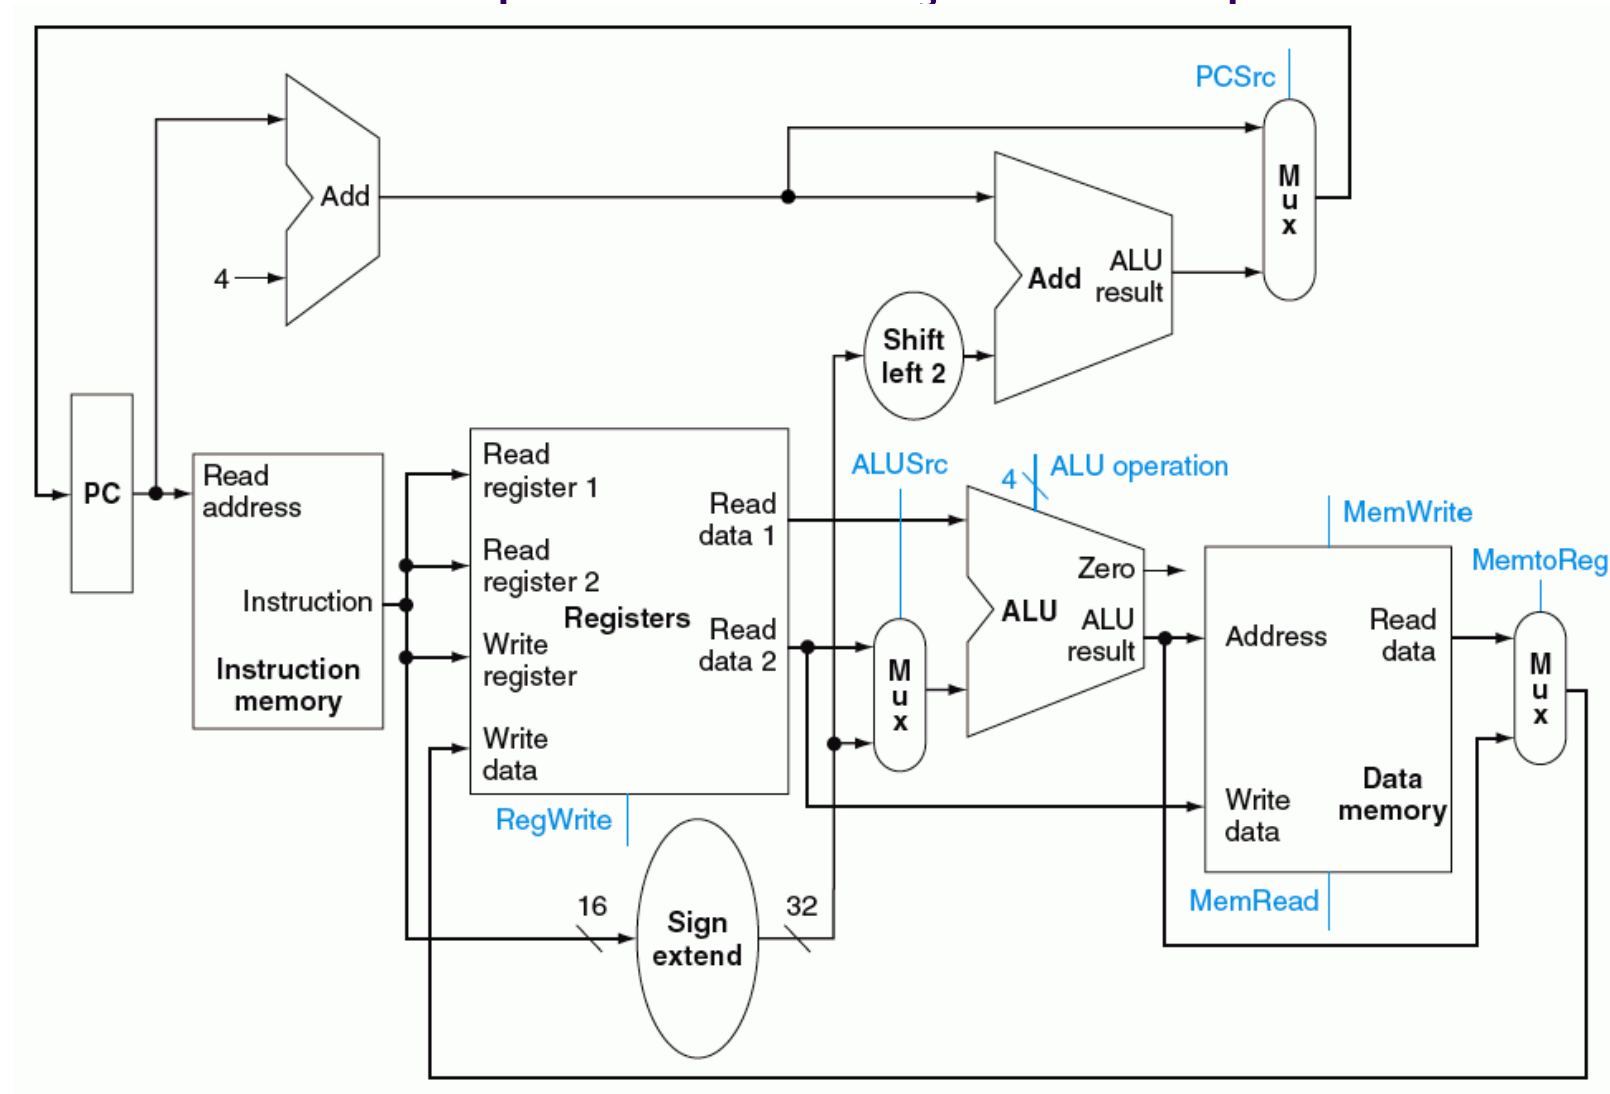 PCSrc
Add
4
M
u
x
Add
ALU
result
Shift
left 2
PC
Read
address
Instruction
Instruction
memory
Read
register 1
Read
register 2
Write
register
Write
data
Registers
Read
data 1
Read
data 2
RegWrite
16
Sign
extend
32
ALUSrc
M
u
x
4
ALU operation
Zero
ALU
ALU
result
MemWrite
Address
Read
data
Write
data
Data
memory
MemRead
MemtoReg
M
u
x